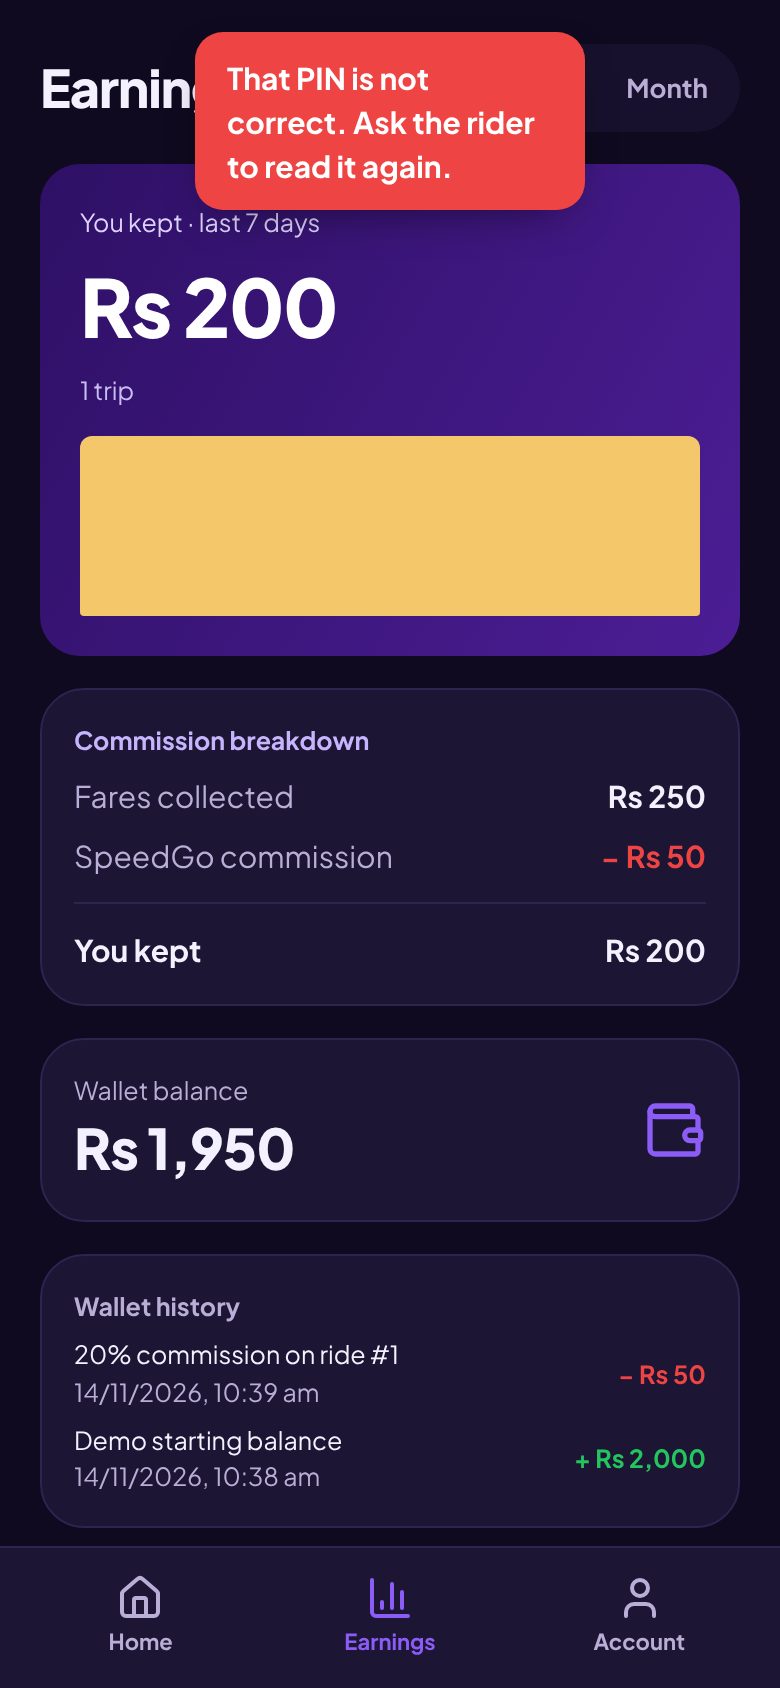 That PIN is not
correct. Ask the rider
to read it again.
Month
You kept · last 7 days
Rs 200
1 trip
Commission breakdown
Fares collected Rs 250
SpeedGo commission – Rs 50
You kept Rs 200
Wallet balance
Rs 1,950
Wallet history
20% commission on ride #1
14/11/2026, 10:39 am
– Rs 50
Demo starting balance
14/11/2026, 10:38 am
+ Rs 2,000
Home Earnings Account